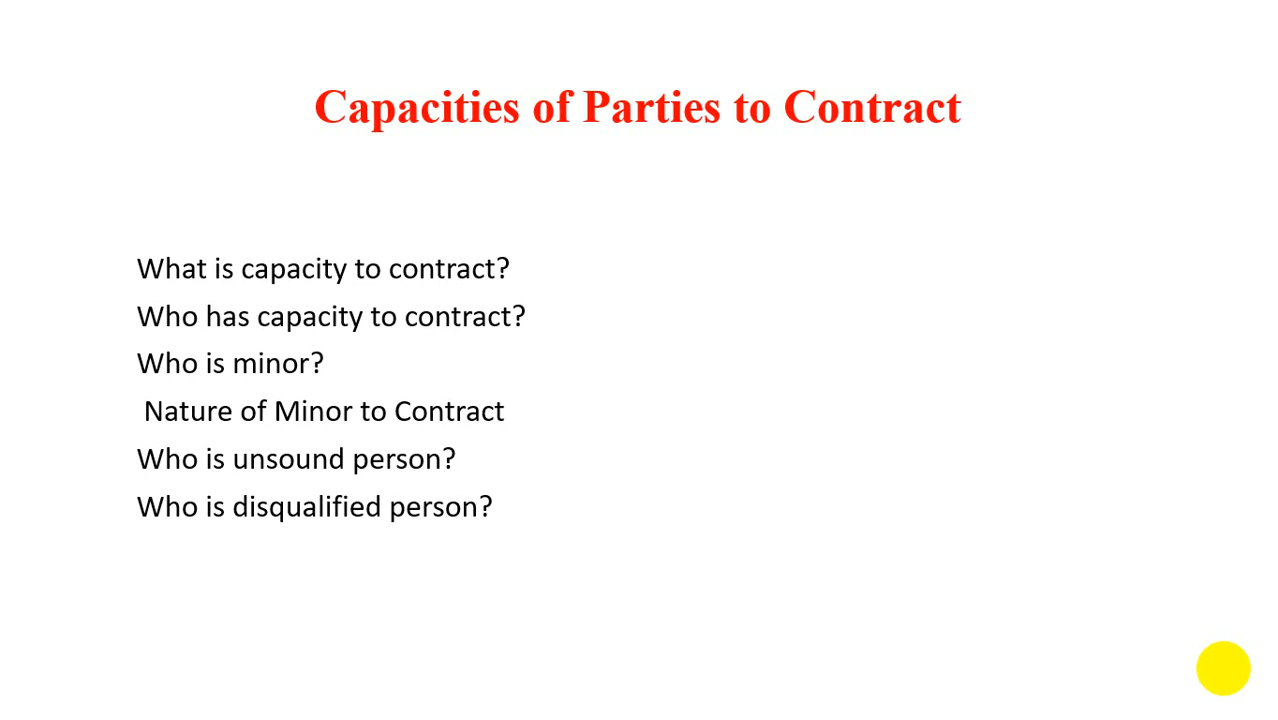 Capacities of Parties to Contract
What is capacity to contract?
Who has capacity to contract?
Who is minor?
Nature of Minor to Contract
Who is unsound person?
Who is disqualified person?